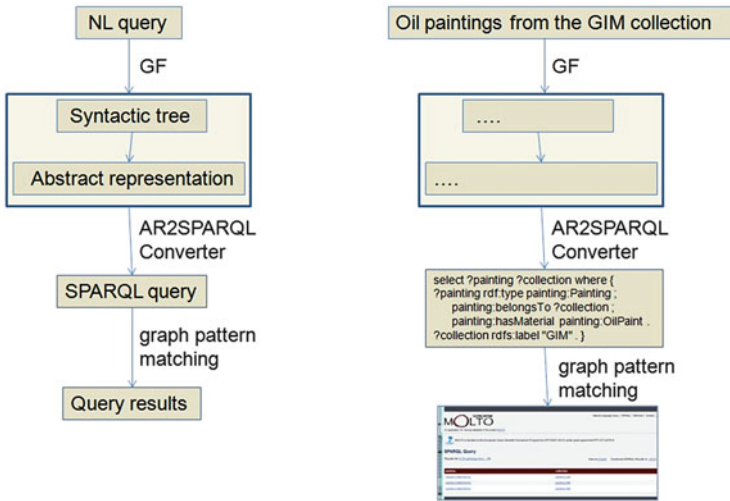 NL query
GF
Syntactic tree
Abstract representation
AR2SPARQL
Converter
SPARQL query
graph pattern
matching
Query results
Oil paintings from the GIM collection
GF
....
....
AR2SPARQL
Converter
select ?painting ?collection where {
?painting rdf:type painting:Painting ;
painting:belongsTo ?collection ;
painting:hasMaterial painting:OilPaint .
?collection rdfs:label "GIM" . }
graph pattern
matching
MOLTO
SPARQL Query